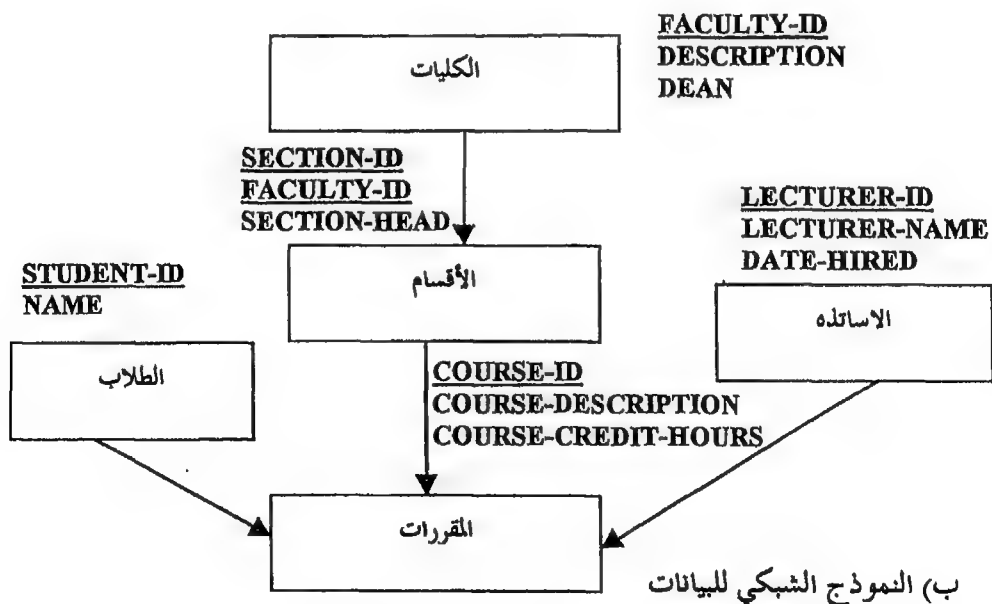 FACULTY-ID
DESCRIPTION
DEAN
الكليات
SECTION-ID
FACULTY-ID
SECTION-HEAD
LECTURER-ID
LECTURER-NAME
DATE-HIRED
STUDENT-ID
NAME
الأقسام
الاساتذه
الطلاب
COURSE-ID
COURSE-DESCRIPTION
COURSE-CREDIT-HOURS
المقررات
ب) النموذج الشبكي للبيانات